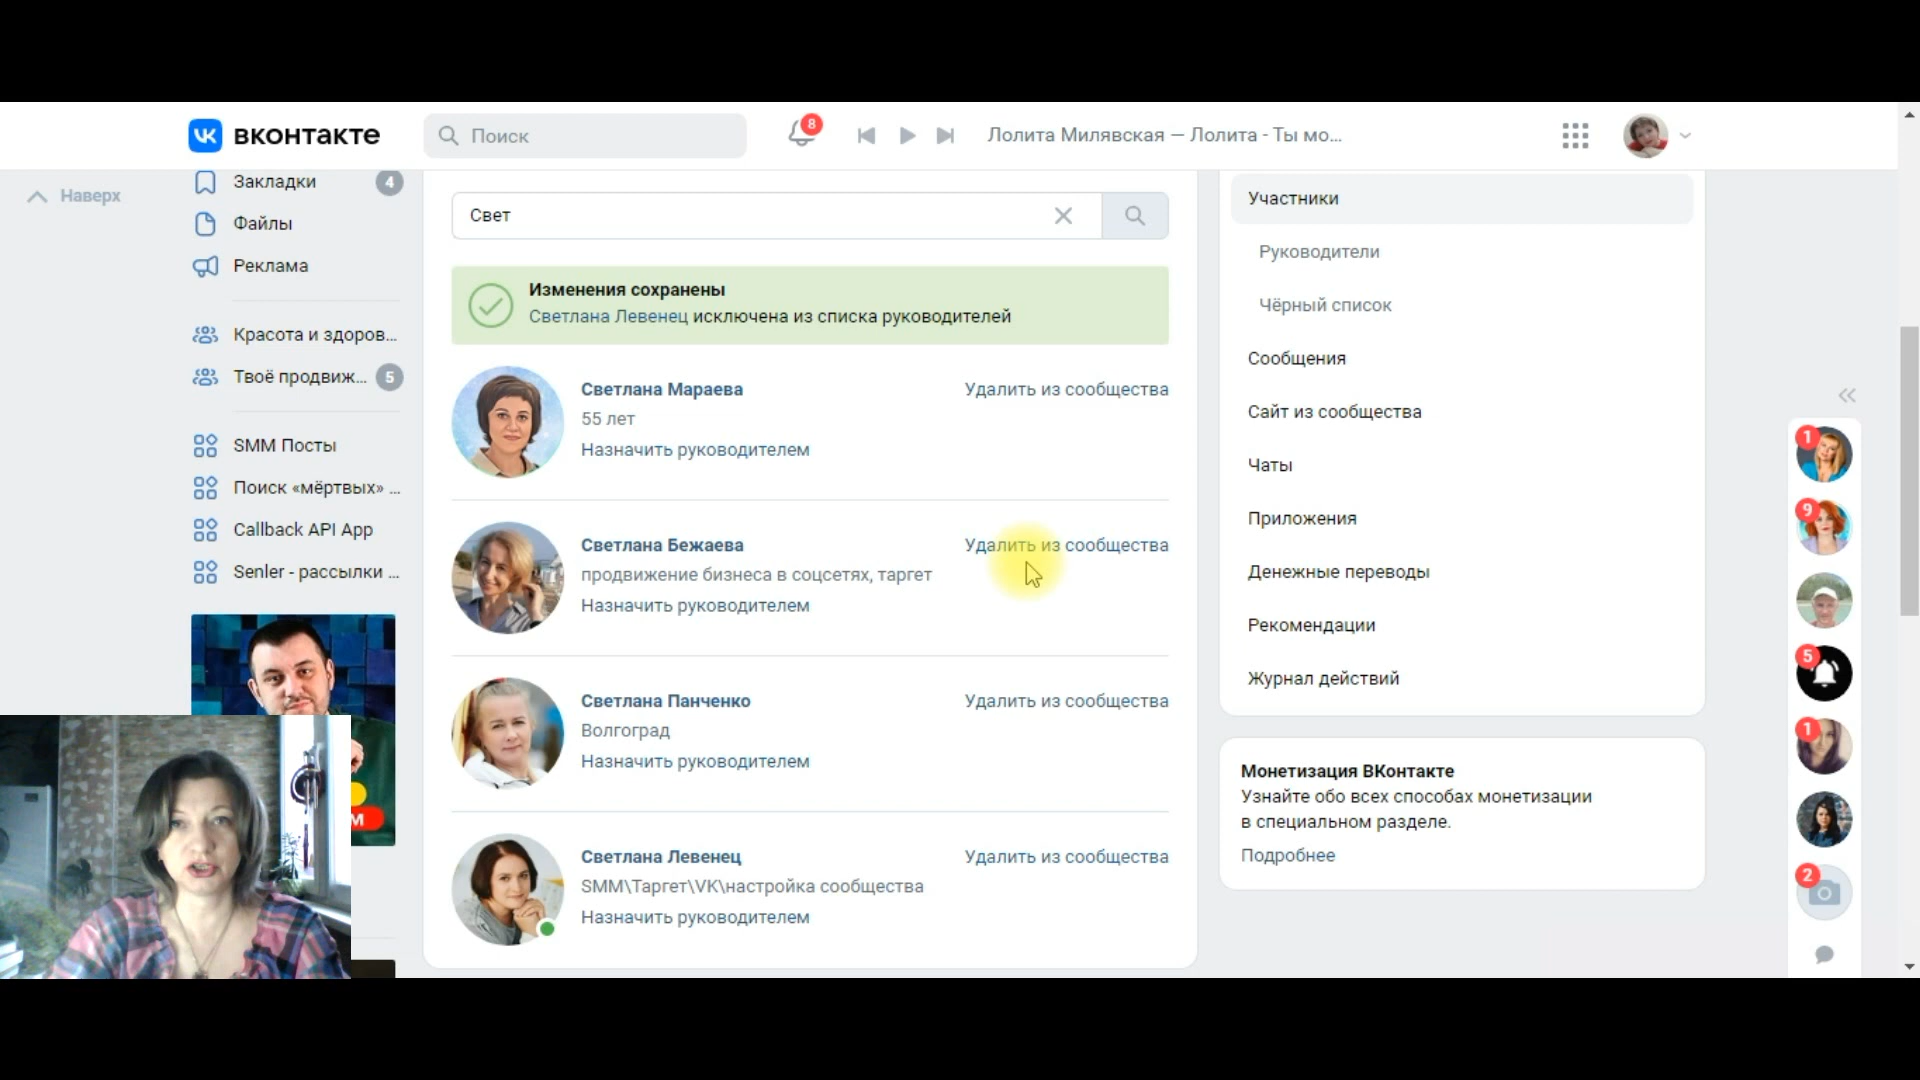 ВКОНТАКТЕ
Поиск
8
Лолита Милявская — Лолита - Ты мо...
Наверх
Закладки
4
Файлы
Реклама
Красота и здоров...
Твоё продвиж...
5
SMM Посты
Поиск «мёртвых» ...
Callback API App
Senler - рассылки ...
М
Свет
Изменения сохранены
Светлана Левенец исключена из списка руководителей
Светлана Мараева
Удалить из сообщества
55 лет
Назначить руководителем
Светлана Бежаева
Удалить из сообщества
продвижение бизнеса в соцсетях, таргет
Назначить руководителем
Светлана Панченко
Удалить из сообщества
Волгоград
Назначить руководителем
Светлана Левенец
Удалить из сообщества
SMM\Таргет\VK\настройка сообщества
Назначить руководителем
Участники
Руководители
Чёрный список
Сообщения
Сайт из сообщества
Чаты
Приложения
Денежные переводы
Рекомендации
Журнал действий
Монетизация ВКонтакте
Узнайте обо всех способах монетизации
в специальном разделе.
Подробнее
1
9
5
1
2